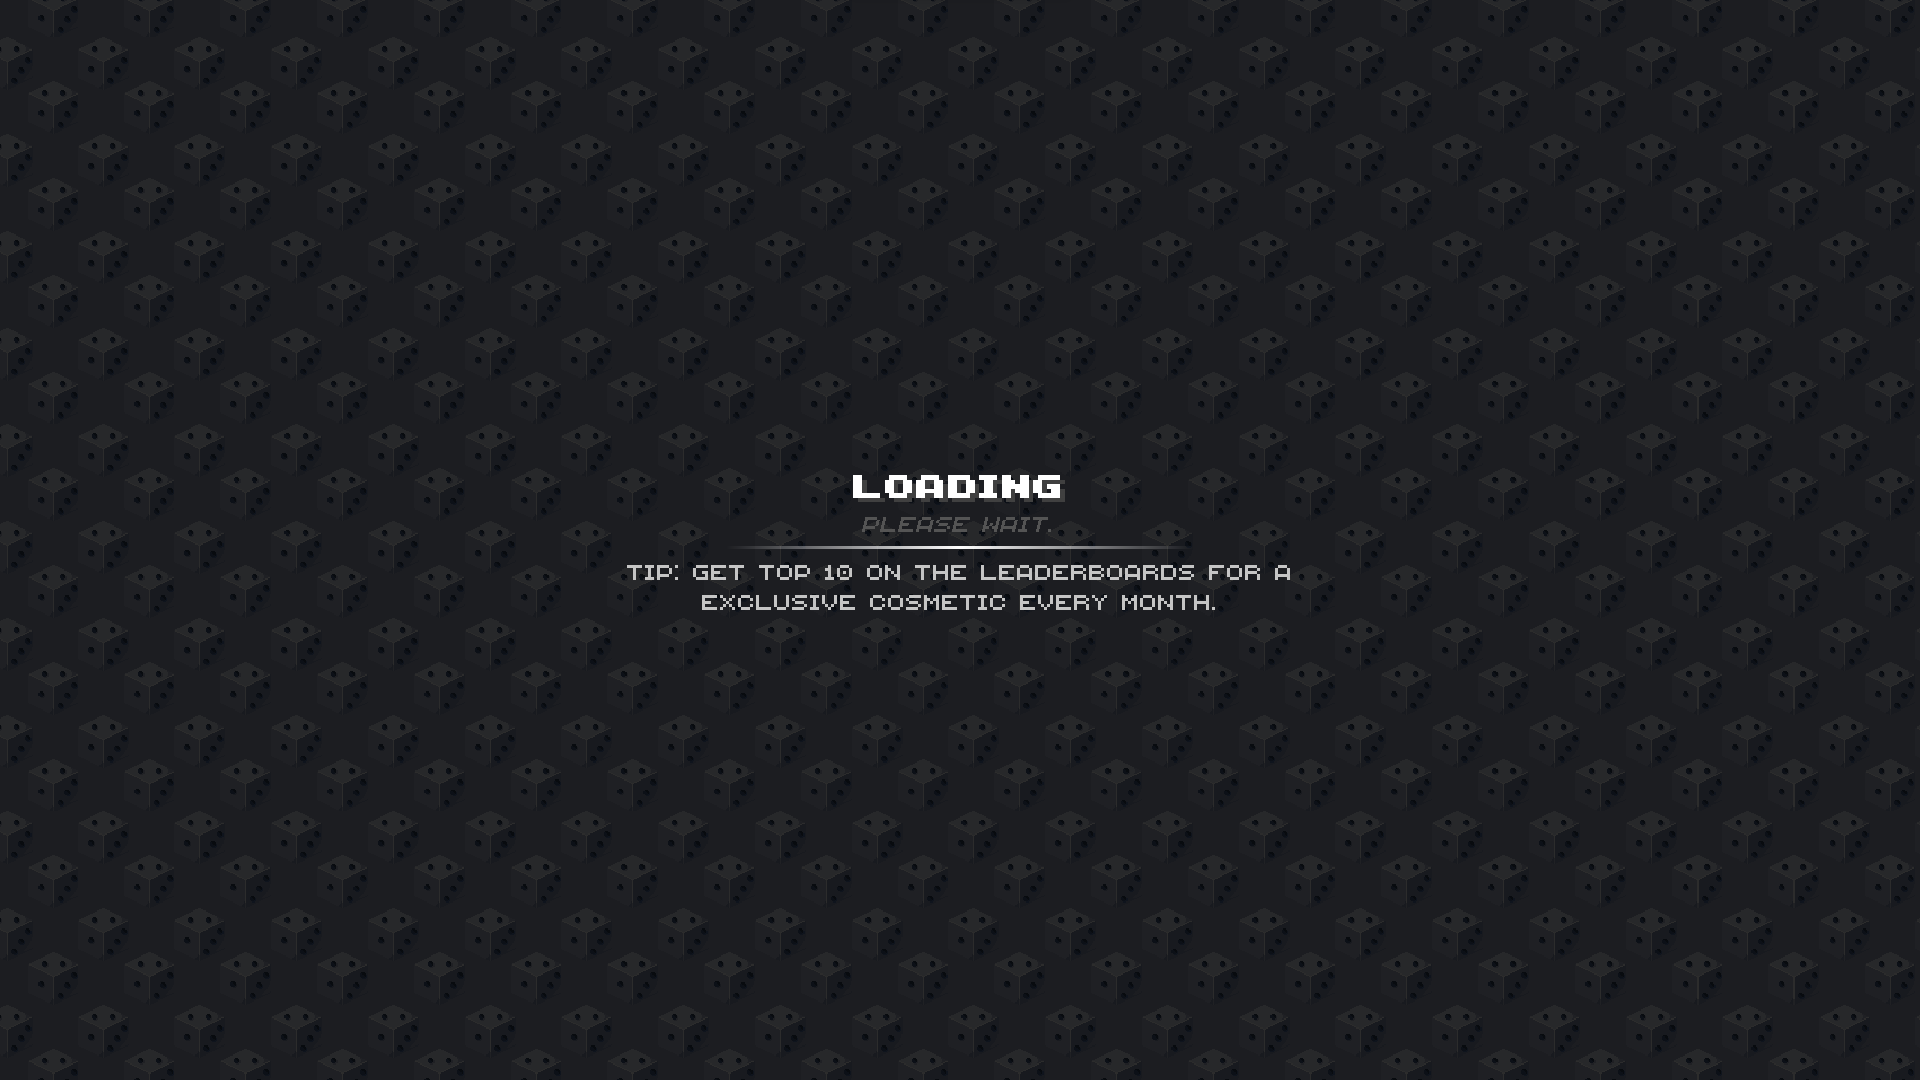 LOADING
PLEASE WAIT.
TIP: GET TOP 10 ON THE LEADERBOARDS FOR A
EXCLUSIVE COSMETIC EVERY MONTH.